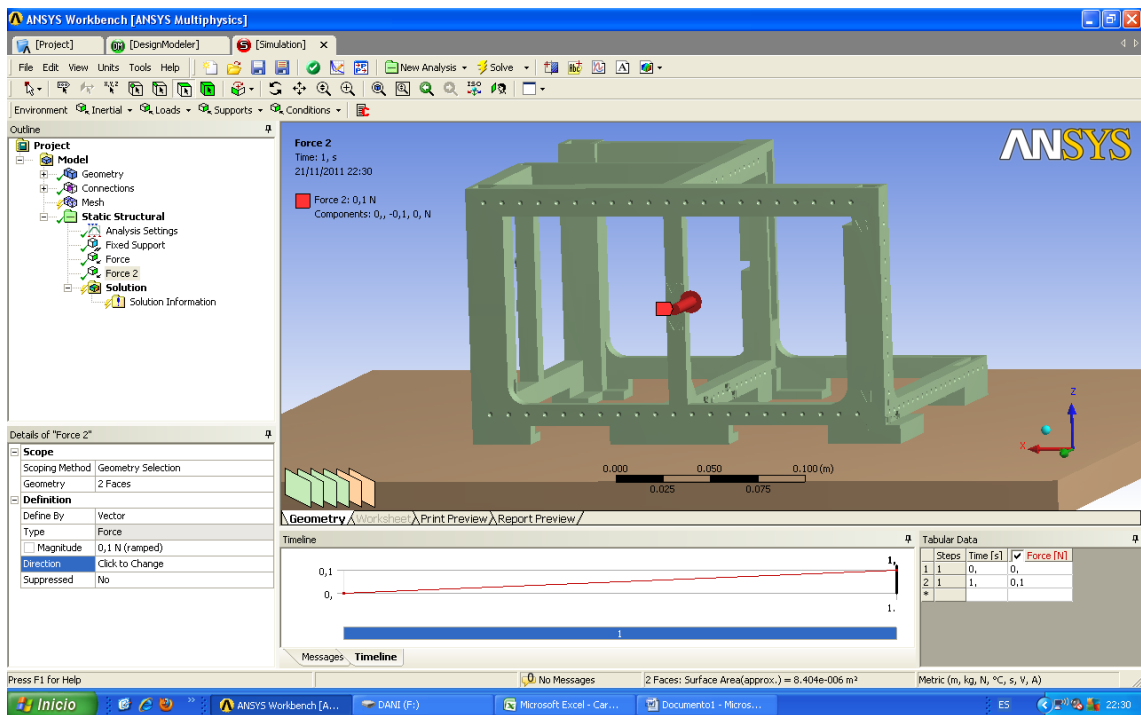 ANSYS Workbench [ANSYS Multiphysics]
[Project] [DesignModeler] [Simulation]
File Edit View Units Tools Help New Analysis Solve
Environment Inertial Loads Supports Conditions
Outline
Project
Model
Geometry
Connections
Mesh
Static Structural
Analysis Settings
Fixed Support
Force
Force 2
Solution
Solution Information
Force 2
Time: 1, s
21/11/2011 22:30
Force 2: 0,1 N
Components: 0,, -0,1, 0, N
ANSYS
Z
X
0.000 0.050 0.100 (m)
0.025 0.075
Details of "Force 2"
Scope
Scoping Method Geometry Selection
Geometry 2 Faces
Definition
Define By Vector
Type Force
Magnitude 0,1 N (ramped)
Direction Click to Change
Suppressed No
Geometry Worksheet Print Preview Report Preview
Timeline
0,1
0,
1,
1.
1
Messages Timeline
Tabular Data
Steps Time [s] Force [N]
1 1 0, 0,
2 1 1, 0,1
*
Press F1 for Help No Messages 2 Faces: Surface Area(approx.) = 8.404e-006 m² Metric (m, kg, N, °C, s, V, A)
Inicio ANSYS Workbench [A... DANI (F:) Microsoft Excel - Car... Documento1 - Micros... ES 22:30